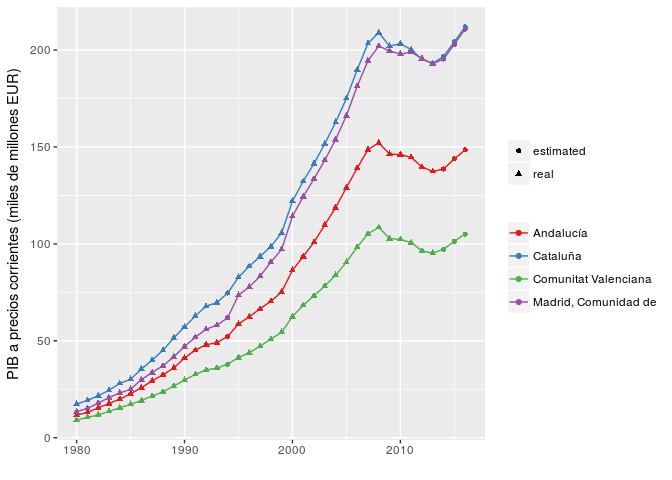 PIB a precios corrientes (miles de millones EUR)
200
150
100
50
0
1980
1990
2000
2010
estimated
real
Andalucía
Cataluña
Comunitat Valenciana
Madrid, Comunidad de